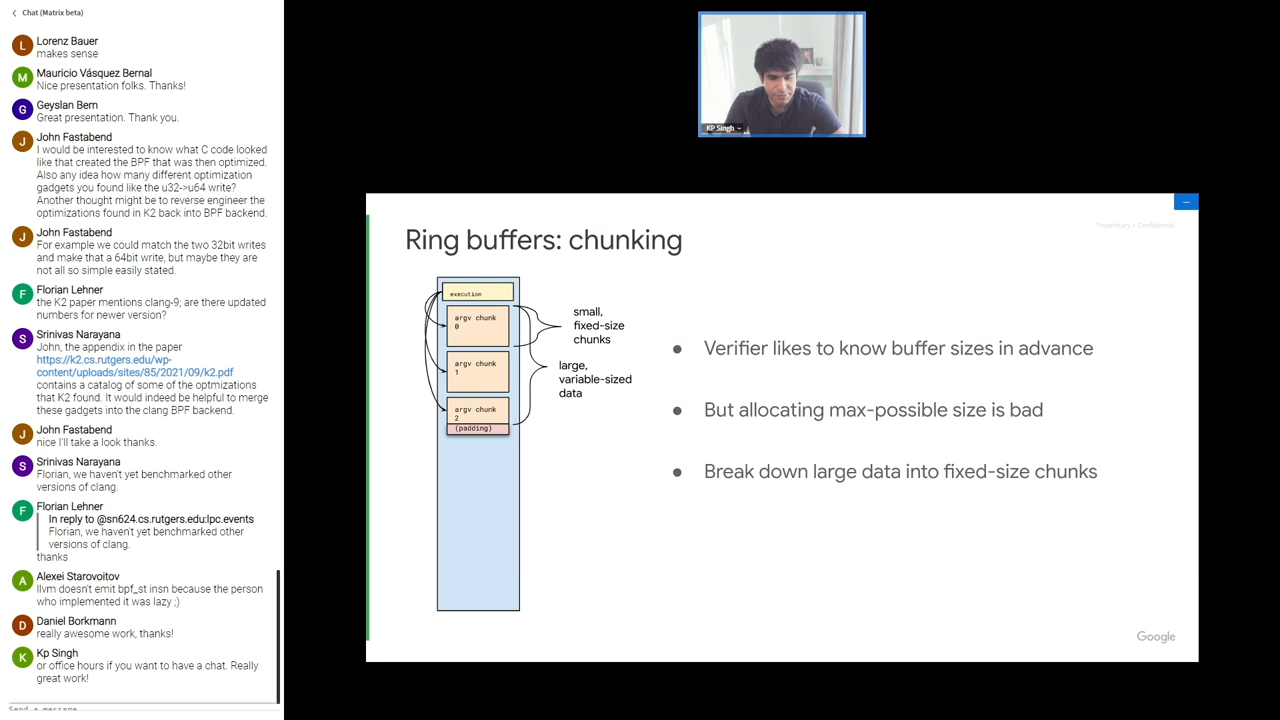 Chat (Matrix beta)
L
Lorenz Bauer
makes sense
M
Mauricio Vásquez Bernal
Nice presentation folks. Thanks!
G
Geyslan Bem
Great presentation. Thank you.
J
John Fastabend
I would be interested to know what C code looked
like that created the BPF that was then optimized.
Also any idea how many different optimization
gadgets you found like the u32->u64 write?
Another thought might be to reverse engineer the
optimizations found in K2 back into BPF backend.
J
John Fastabend
For example we could match the two 32bit writes
and make that a 64bit write, but maybe they are
not all so simple easily stated.
F
Florian Lehner
the K2 paper mentions clang-9; are there updated
numbers for newer version?
S
Srinivas Narayana
John, the appendix in the paper
https://k2.cs.rutgers.edu/wp-
content/uploads/sites/85/2021/09/k2.pdf
contains a catalog of some of the optmizations
that K2 found. It would indeed be helpful to merge
these gadgets into the clang BPF backend.
J
John Fastabend
nice I'll take a look thanks.
S
Srinivas Narayana
Florian, we haven't yet benchmarked other
versions of clang.
F
Florian Lehner
In reply to @sn624.cs.rutgers.edu:lpc.events
Florian, we haven't yet benchmarked other
versions of clang.
thanks
A
Alexei Starovoitov
llvm doesn't emit bpf_st insn because the person
who implemented it was lazy ;)
D
Daniel Borkmann
really awesome work, thanks!
K
Kp Singh
or office hours if you want to have a chat. Really
great work!
Send a message
KP Singh
Proprietary + Confidential
Ring buffers: chunking
execution
argv chunk
0
argv chunk
1
argv chunk
2
(padding)
small,
fixed-size
chunks
large,
variable-sized
data
● Verifier likes to know buffer sizes in advance
● But allocating max-possible size is bad
● Break down large data into fixed-size chunks
Google